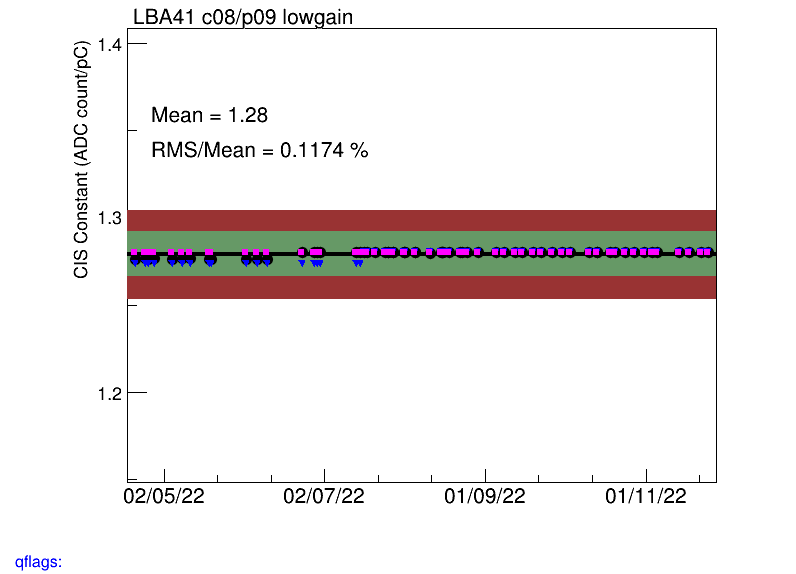 LBA41 c08/p09 lowgain
CIS Constant (ADC count/pC)
1.4
Mean = 1.28
RMS/Mean = 0.1174 %
1.3
1.2
02/05/22 02/07/22 01/09/22 01/11/22
qflags: